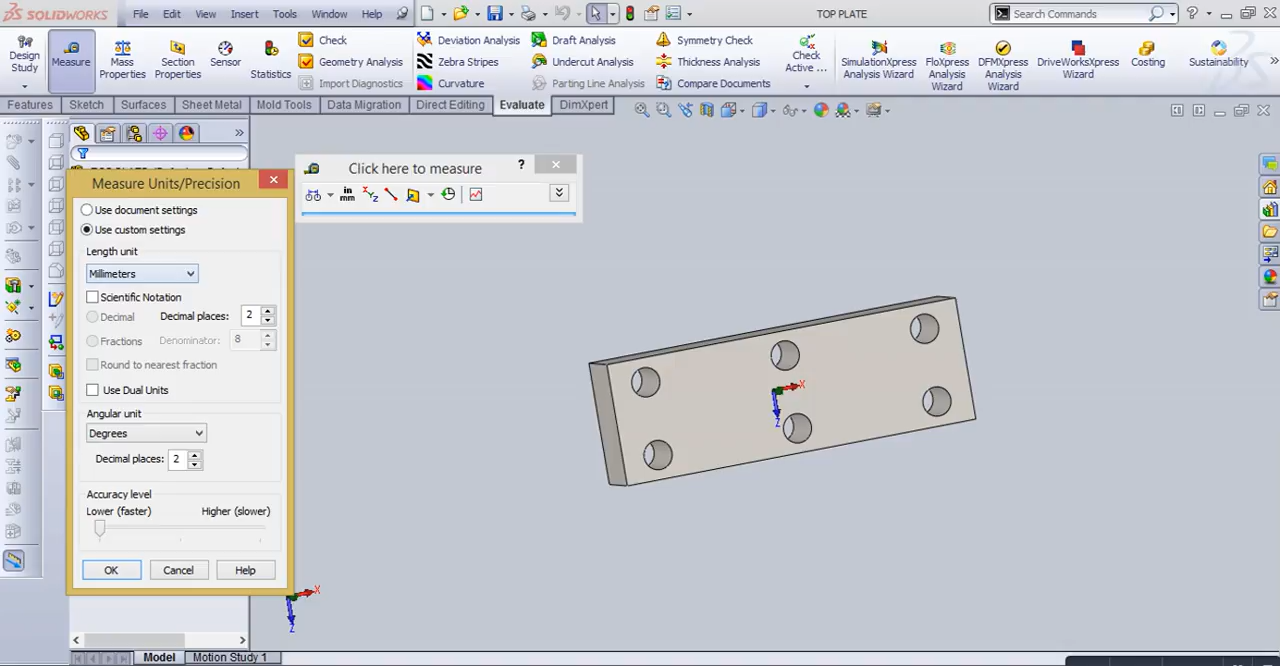 SOLIDWORKS File Edit View Insert Tools Window Help TOP PLATE Search Commands
Design Study
Measure
Mass Properties
Section Properties
Sensor
Statistics
Check
Geometry Analysis
Import Diagnostics
Deviation Analysis
Zebra Stripes
Curvature
Draft Analysis
Undercut Analysis
Parting Line Analysis
Symmetry Check
Thickness Analysis
Compare Documents
Check Active ...
SimulationXpress Analysis Wizard
FloXpress Analysis Wizard
DFMXpress Analysis Wizard
DriveWorksXpress Wizard
Costing
Sustainability
Features Sketch Surfaces Sheet Metal Mold Tools Data Migration Direct Editing Evaluate DimXpert
Click here to measure ?
in
mm
X Y Z
Measure Units/Precision
Use document settings
Use custom settings
Length unit
Millimeters
Scientific Notation
Decimal Decimal places: 2
Fractions Denominator: 8
Round to nearest fraction
Use Dual Units
Angular unit
Degrees
Decimal places: 2
Accuracy level
Lower (faster) Higher (slower)
OK Cancel Help
X
Z
X
Z
Model Motion Study 1